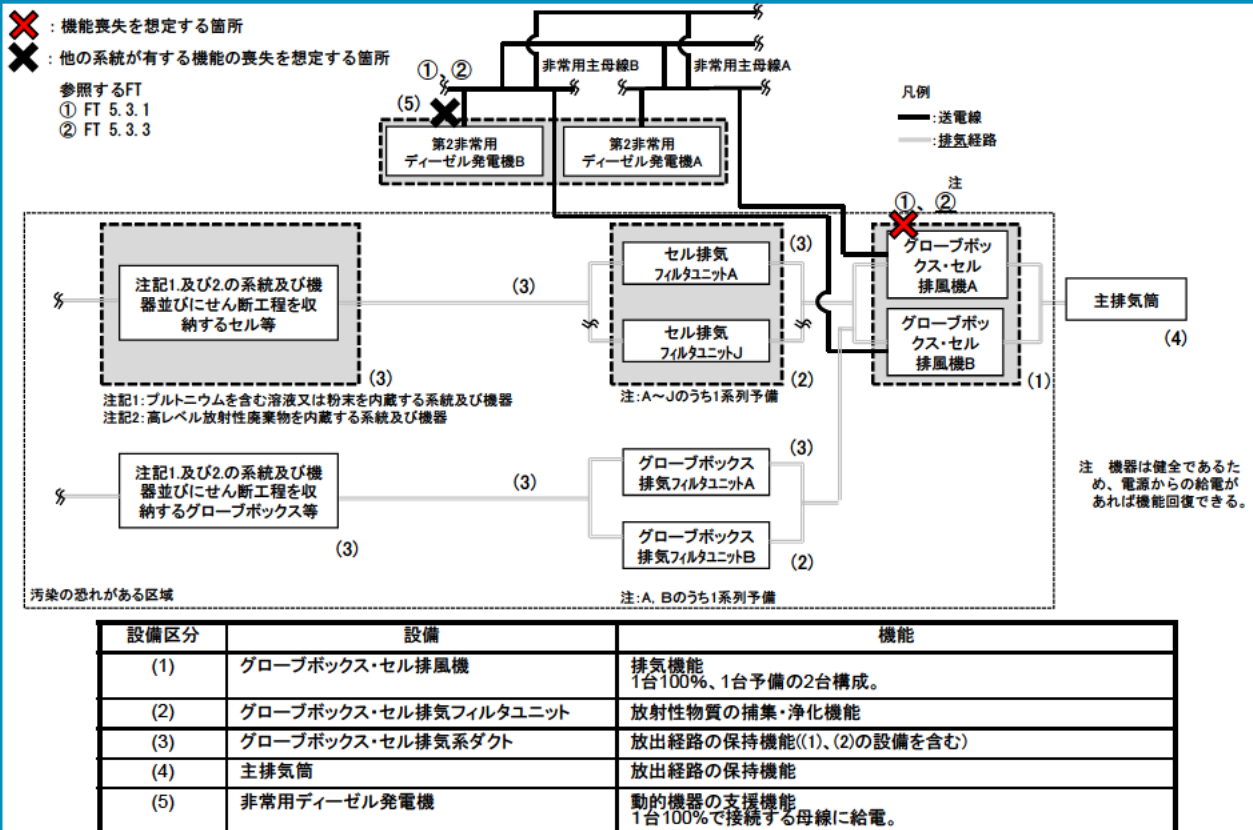 ：機能喪失を想定する箇所
：他の系統が有する機能の喪失を想定する箇所
参照するFT
① FT 5.3.1
② FT 5.3.3
①、②
非常用主母線B
非常用主母線A
(5)
第2非常用
ディーゼル発電機B
第2非常用
ディーゼル発電機A
凡例
：送電線
：排気経路
注
①、②
注記1.及び2.の系統及び機
器並びにせん断工程を収
納するセル等
(3)
(3)
セル排気
フィルタユニットA
(3)
セル排気
フィルタユニットJ
(2)
グローブボッ
クス・セル
排風機A
グローブボッ
クス・セル
排風機B
(1)
主排気筒
(4)
注記1：プルトニウムを含む溶液又は粉末を内蔵する系統及び機器
注記2：高レベル放射性廃棄物を内蔵する系統及び機器
注：A～Jのうち1系列予備
注記1.及び2.の系統及び機
器並びにせん断工程を収
納するグローブボックス等
(3)
(3)
グローブボックス
排気フィルタユニットA
(3)
グローブボックス
排気フィルタユニットB
(2)
注　機器は健全であるた
め、電源からの給電が
あれば機能回復できる。
汚染の恐れがある区域
注：A, Bのうち1系列予備
設備区分 設備 機能
(1) グローブボックス・セル排風機 排気機能
1台100%、1台予備の2台構成。
(2) グローブボックス・セル排気フィルタユニット 放射性物質の捕集・浄化機能
(3) グローブボックス・セル排気系ダクト 放出経路の保持機能((1)、(2)の設備を含む)
(4) 主排気筒 放出経路の保持機能
(5) 非常用ディーゼル発電機 動的機器の支援機能
1台100%で接続する母線に給電。